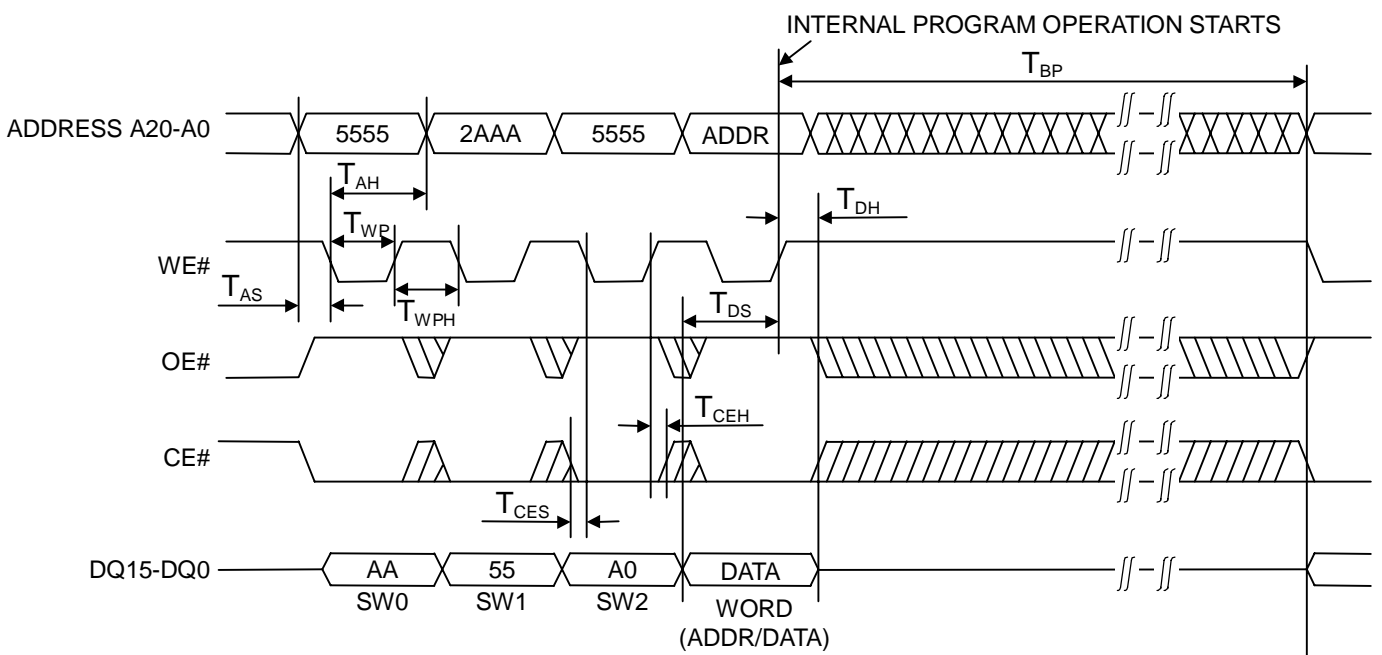 INTERNAL PROGRAM OPERATION STARTS
TBP
ADDRESS A20-A0
5555
2AAA
5555
ADDR
TAH
TDH
TWP
WE#
TAS
TWPH
TDS
OE#
TCEH
CE#
TCES
DQ15-DQ0
AA
55
A0
DATA
SW0
SW1
SW2
WORD
(ADDR/DATA)